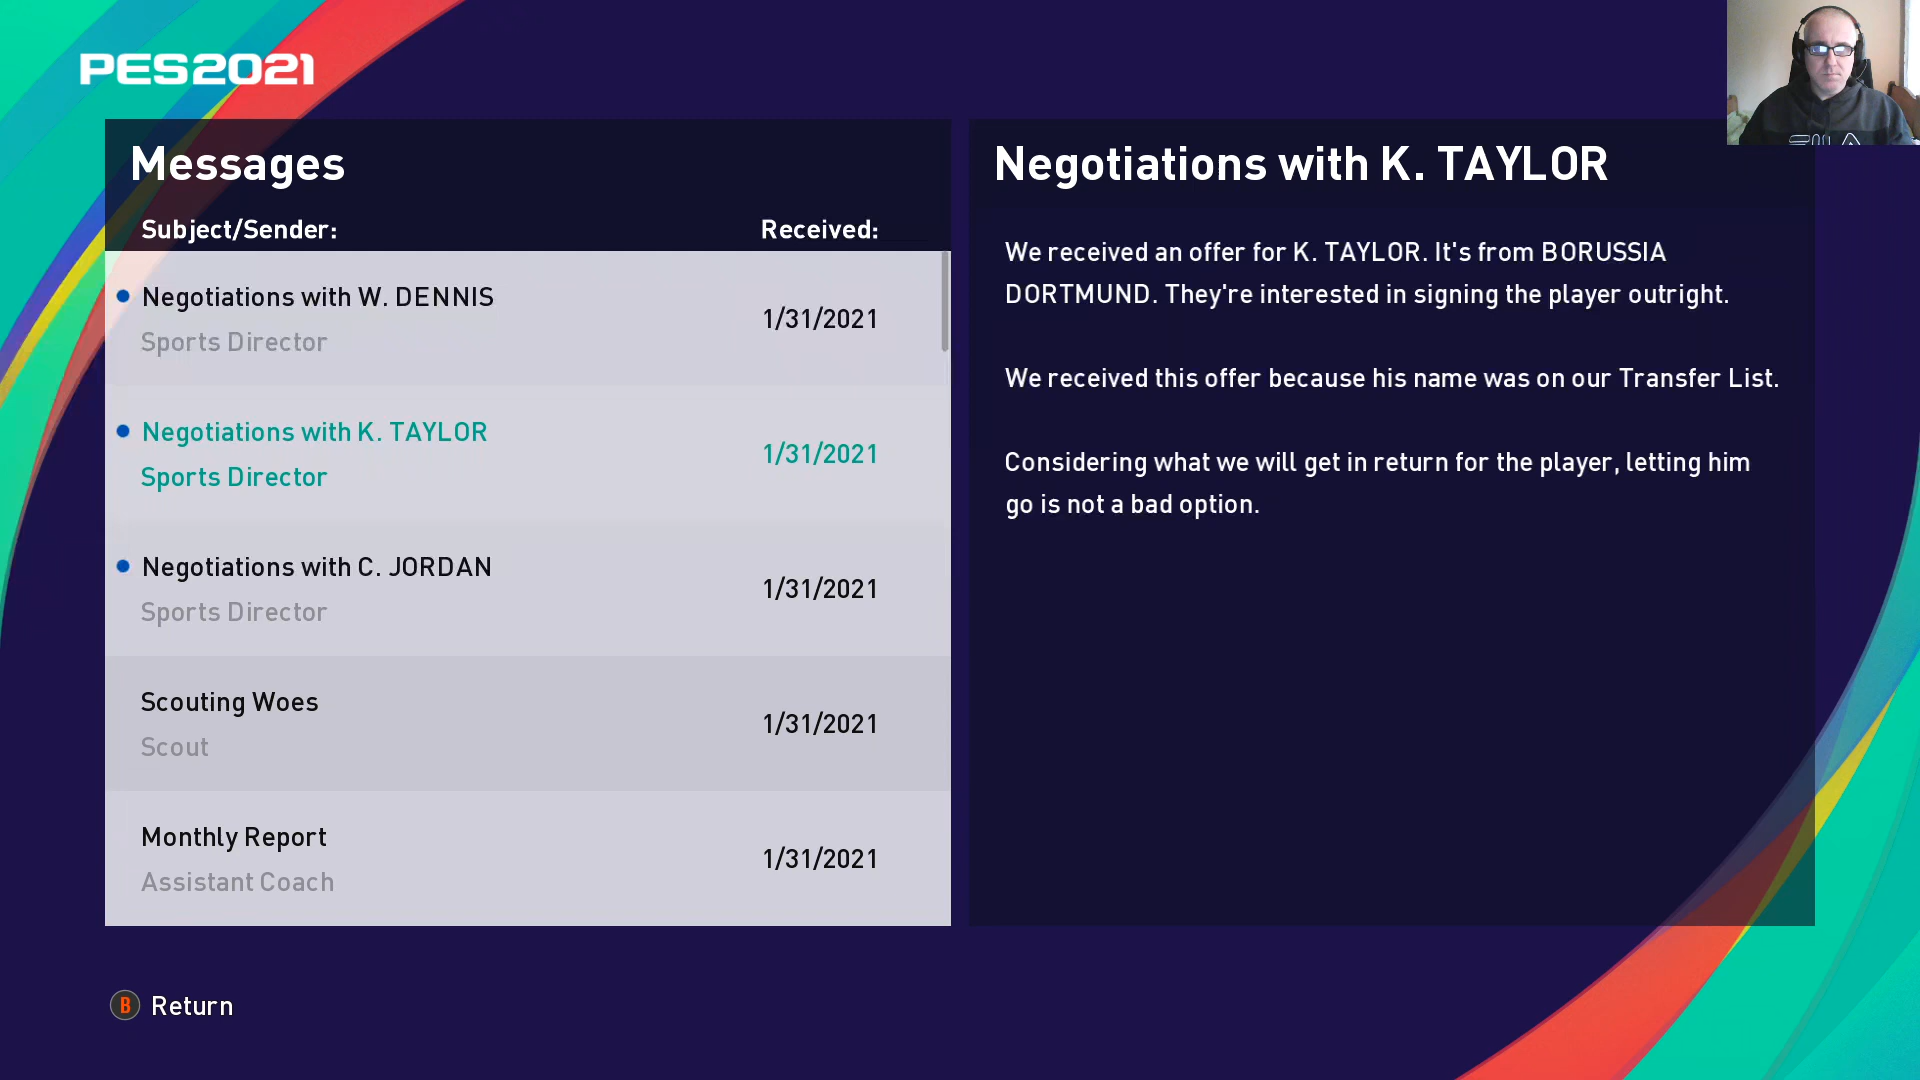 PES2021
Messages
Subject/Sender: Received:
Negotiations with W. DENNIS
Sports Director
1/31/2021
Negotiations with K. TAYLOR
Sports Director
1/31/2021
Negotiations with C. JORDAN
Sports Director
1/31/2021
Scouting Woes
Scout
1/31/2021
Monthly Report
Assistant Coach
1/31/2021
Negotiations with K. TAYLOR
We received an offer for K. TAYLOR. It's from BORUSSIA
DORTMUND. They're interested in signing the player outright.
We received this offer because his name was on our Transfer List.
Considering what we will get in return for the player, letting him
go is not a bad option.
B Return